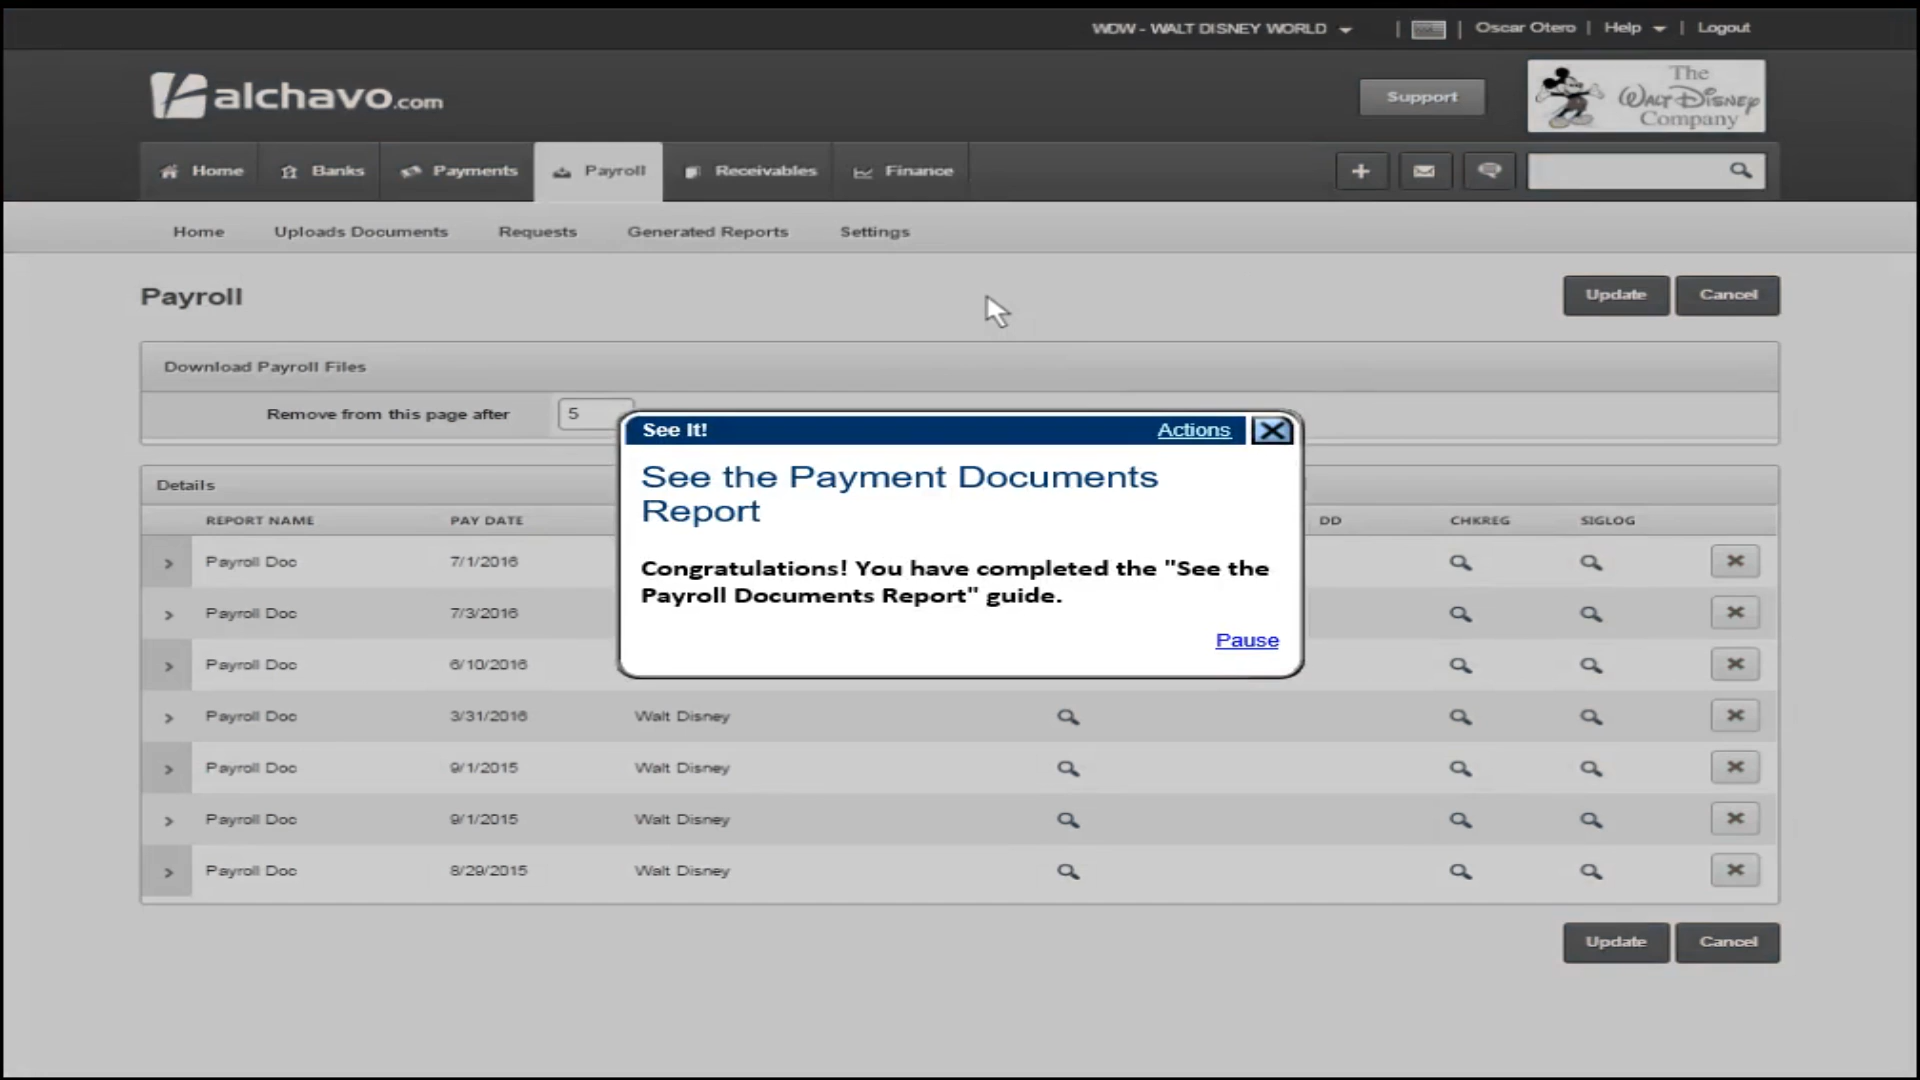 WDW - WALT DISNEY WORLD | | Oscar Otero | Help | Logout
alchavo.com
Support
The
Walt Disney
Company
Home Banks Payments Payroll Receivables Finance
Home Uploads Documents Requests Generated Reports Settings
Payroll
Update Cancel
Download Payroll Files
Remove from this page after 5
See It! Actions
See the Payment Documents
Report
Congratulations! You have completed the "See the
Payroll Documents Report" guide.
Pause
Details
REPORT NAME PAY DATE DD CHKREG SIGLOG
Payroll Doc 7/1/2016
Payroll Doc 7/3/2016
Payroll Doc 6/10/2016
Payroll Doc 3/31/2016 Walt Disney
Payroll Doc 9/1/2015 Walt Disney
Payroll Doc 9/1/2015 Walt Disney
Payroll Doc 8/29/2015 Walt Disney
Update Cancel